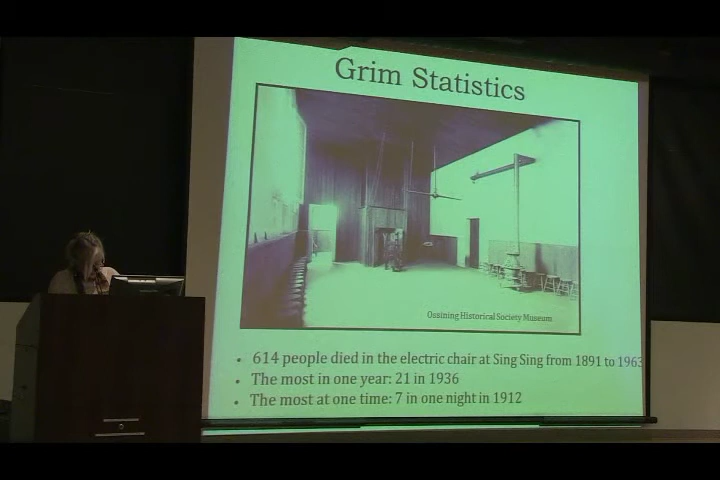 Grim Statistics
Ossining Historical Society Museum
• 614 people died in the electric chair at Sing Sing from 1891 to 1963
• The most in one year: 21 in 1936
• The most at one time: 7 in one night in 1912